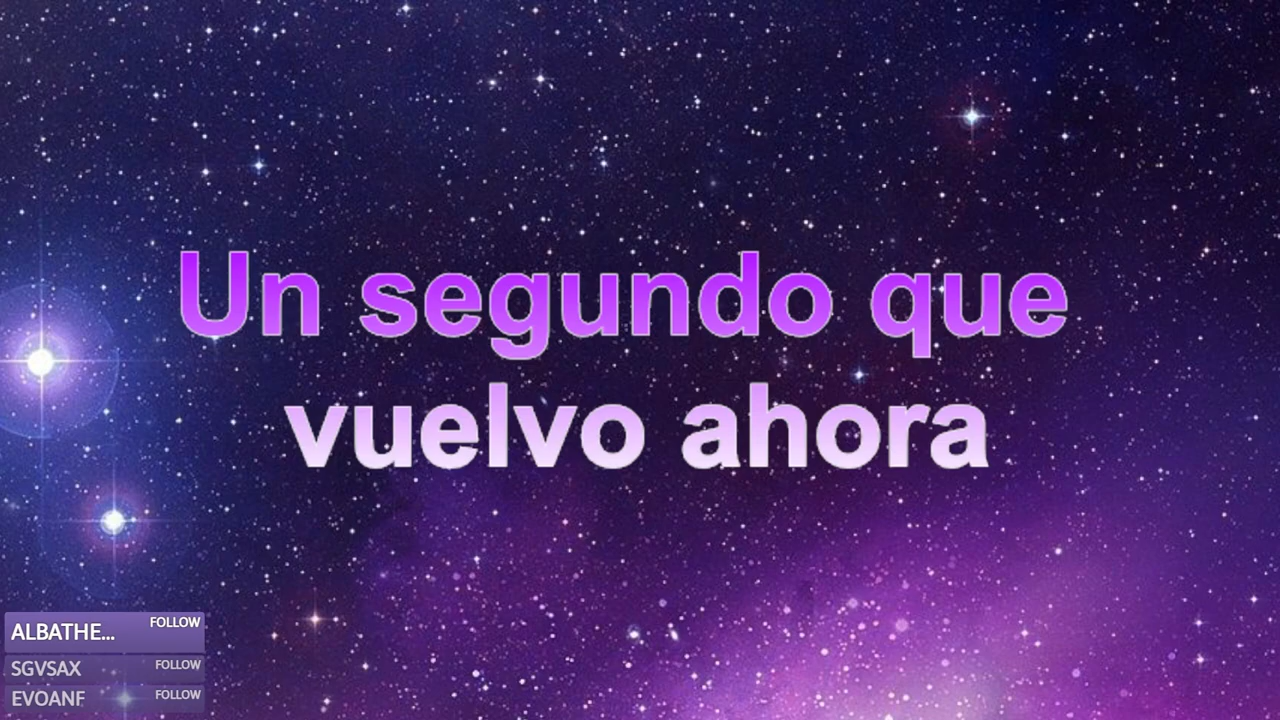 Un segundo que
vuelvo ahora
ALBATHE... FOLLOW
SGVSAX FOLLOW
EVOANF FOLLOW